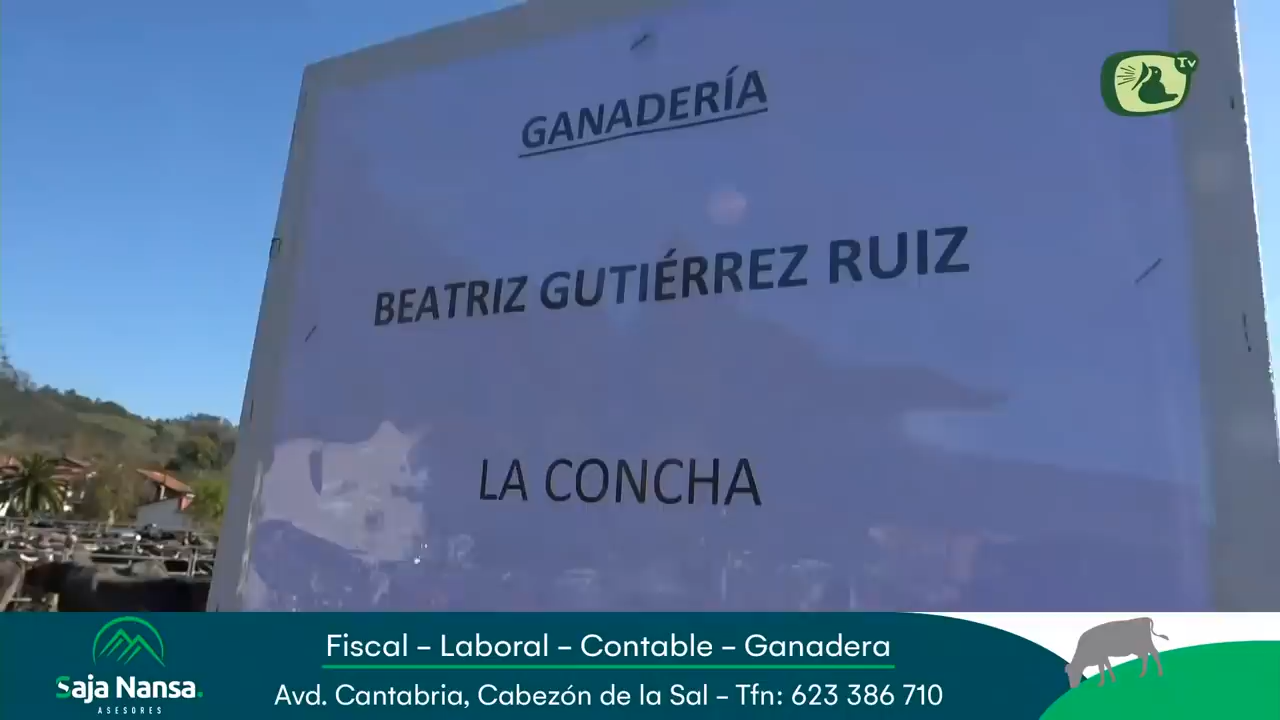 Tv
GANADERÍA
BEATRIZ GUTIÉRREZ RUIZ
LA CONCHA
Fiscal – Laboral – Contable – Ganadera
Saja Nansa.
ASESORES
Avd. Cantabria, Cabezón de la Sal – Tfn: 623 386 710